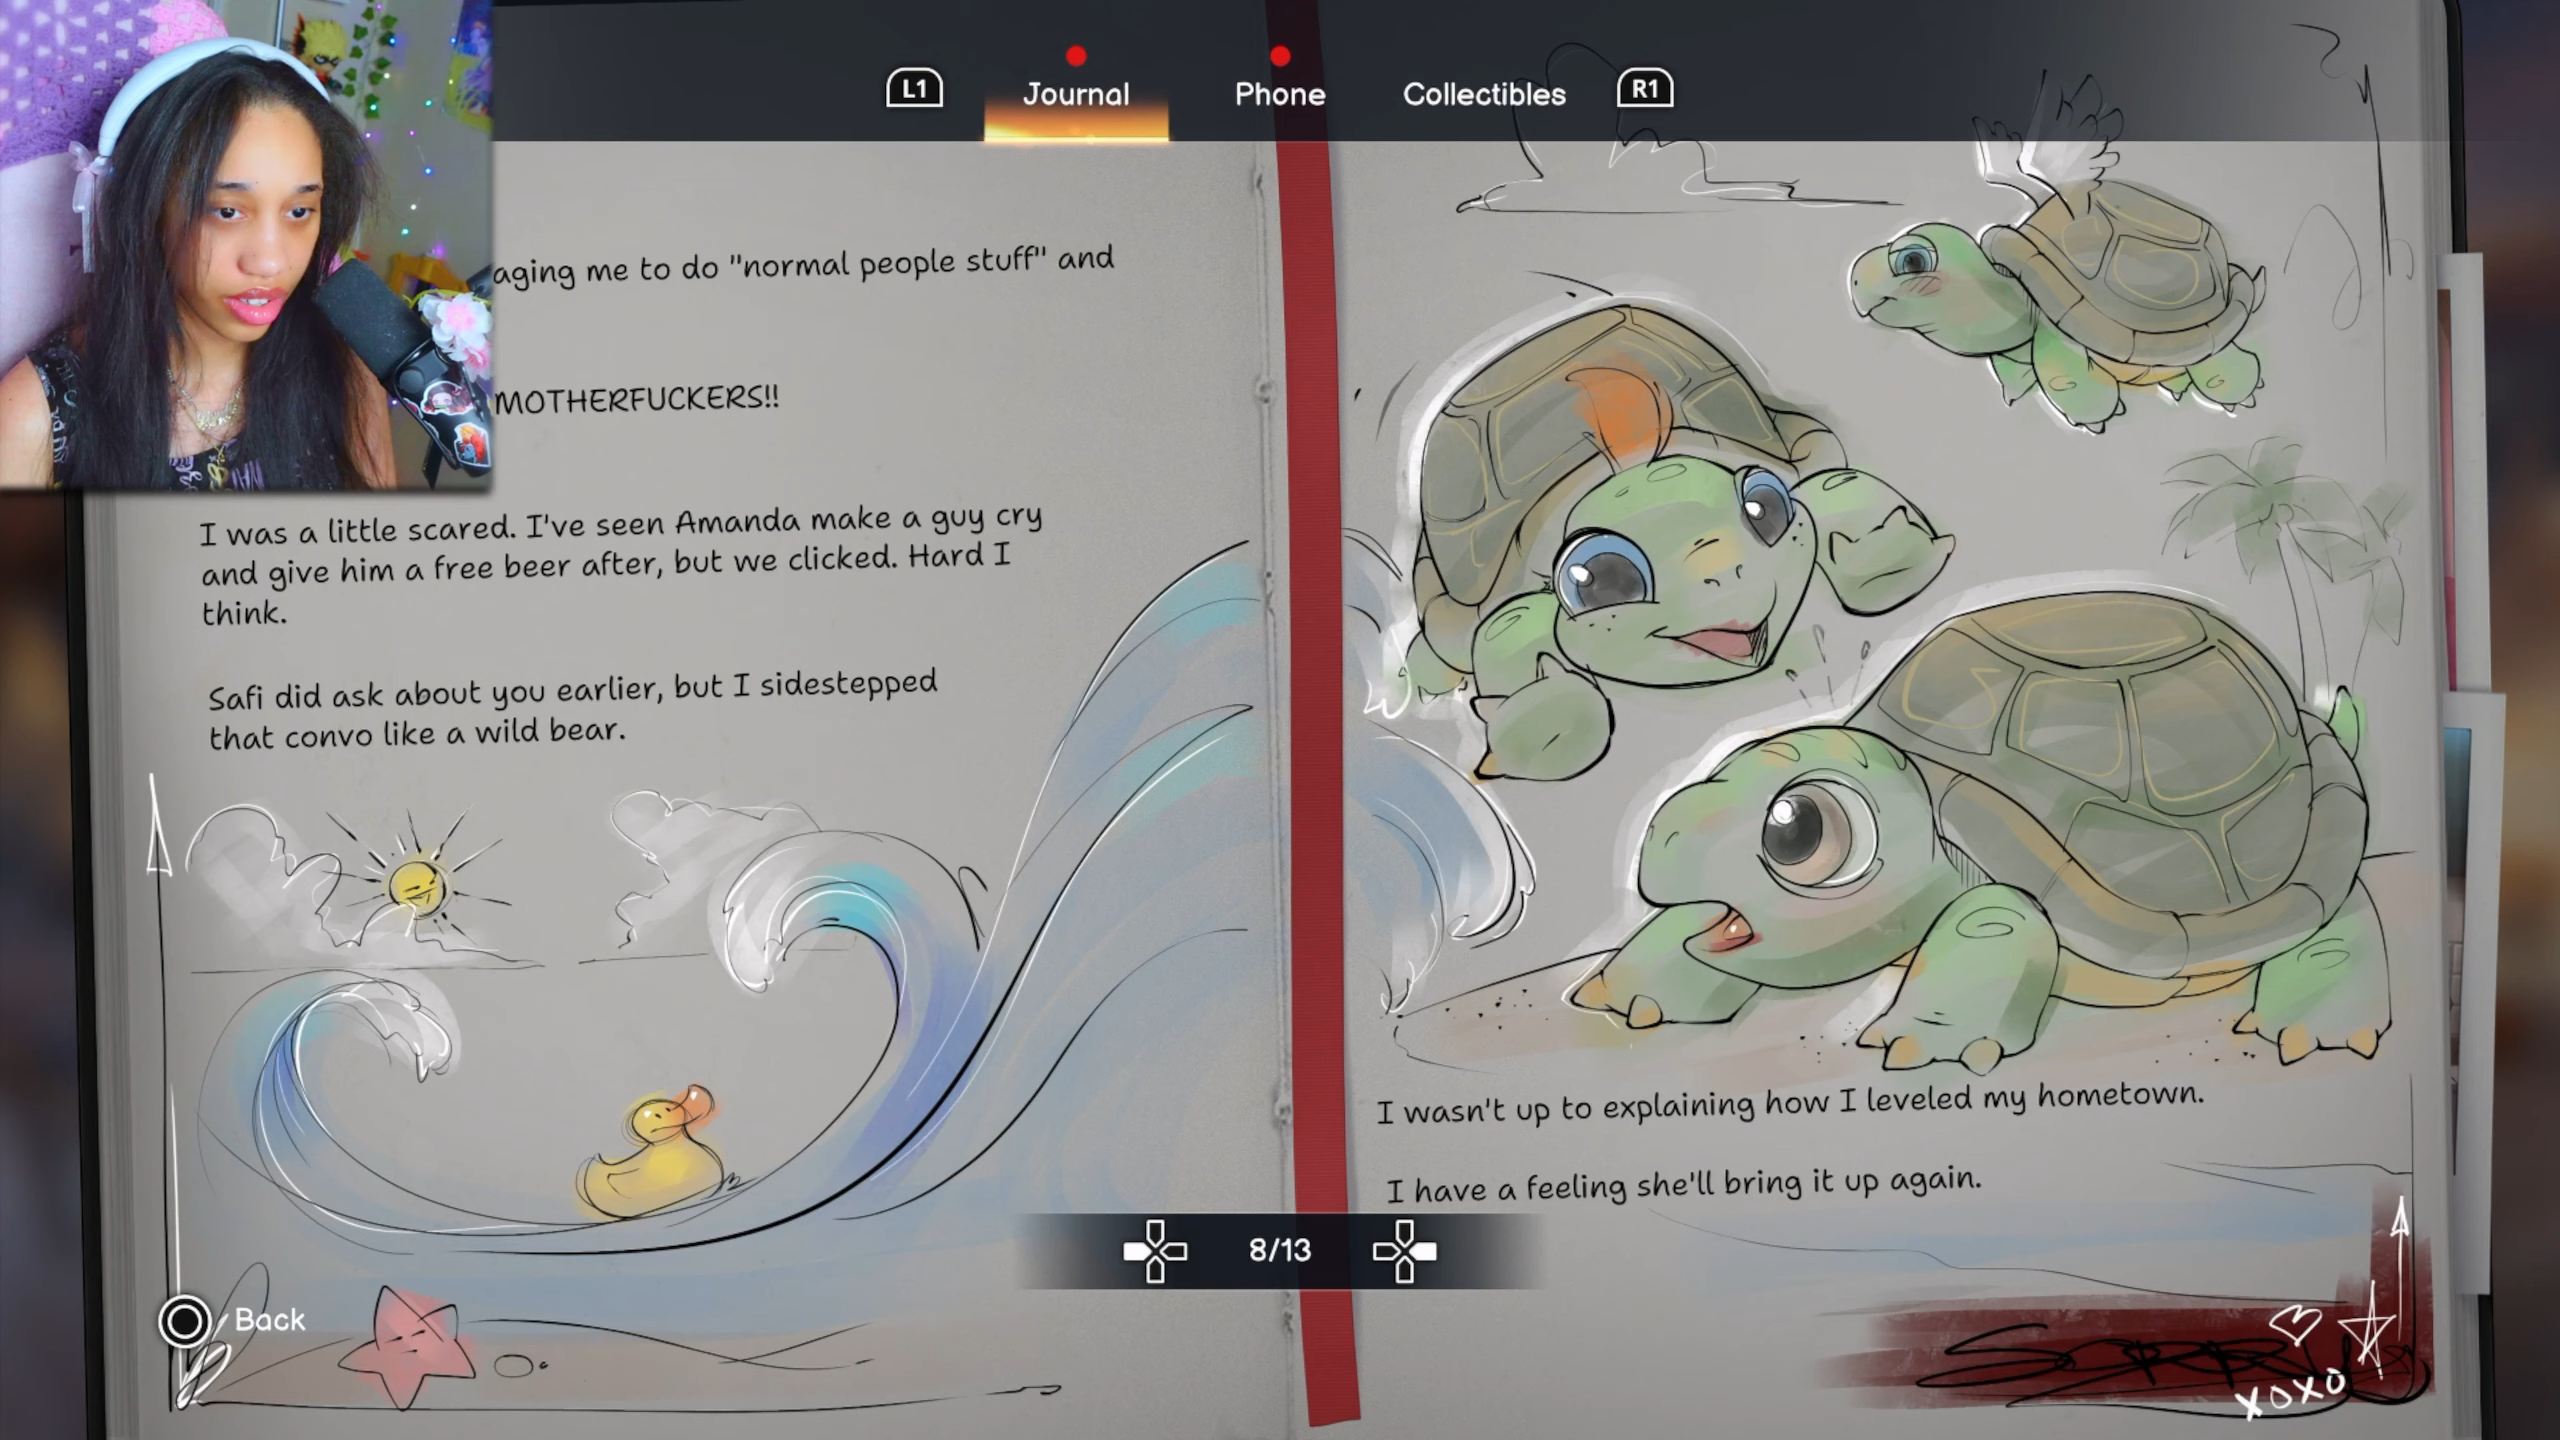 L1 Journal Phone Collectibles R1
aging me to do "normal people stuff" and
MOTHERFUCKERS!!
I was a little scared. I've seen Amanda make a guy cry
and give him a free beer after, but we clicked. Hard I
think.
Safi did ask about you earlier, but I sidestepped
that convo like a wild bear.
I wasn't up to explaining how I leveled my hometown.
I have a feeling she'll bring it up again.
8/13
Back
SORRY
XOXO